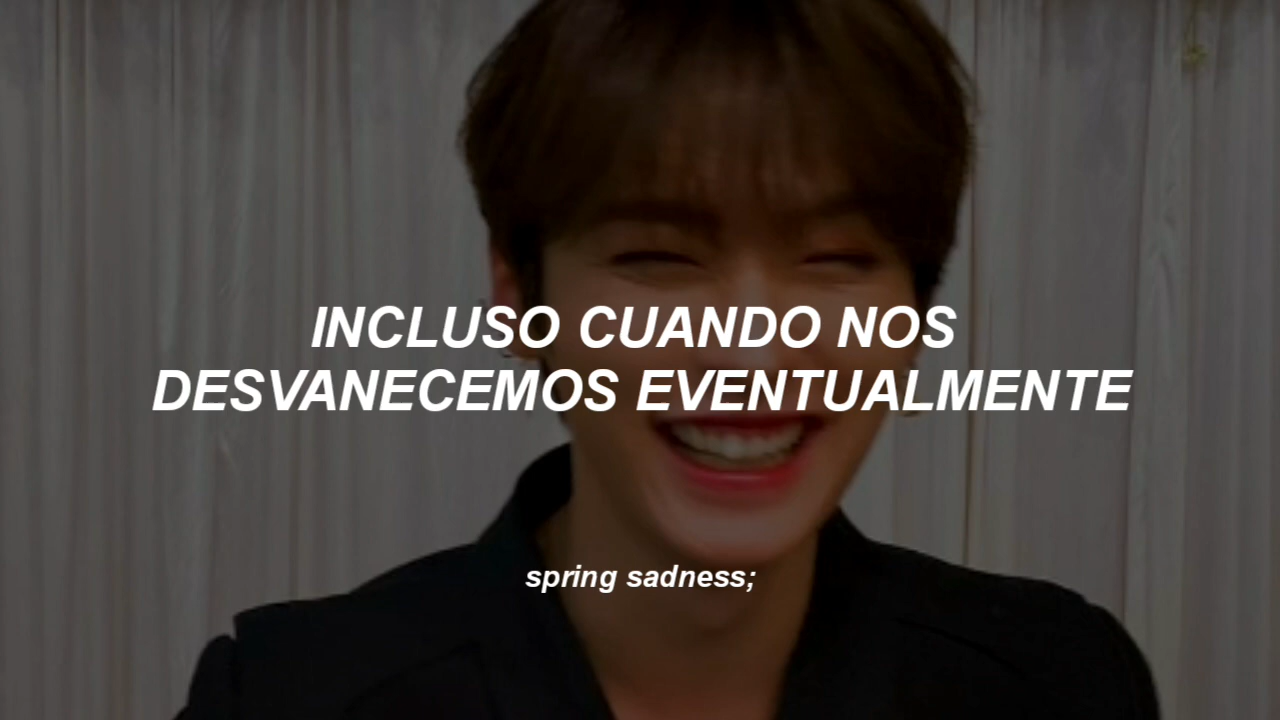 INCLUSO CUANDO NOS
DESVANECEMOS EVENTUALMENTE
spring sadness;